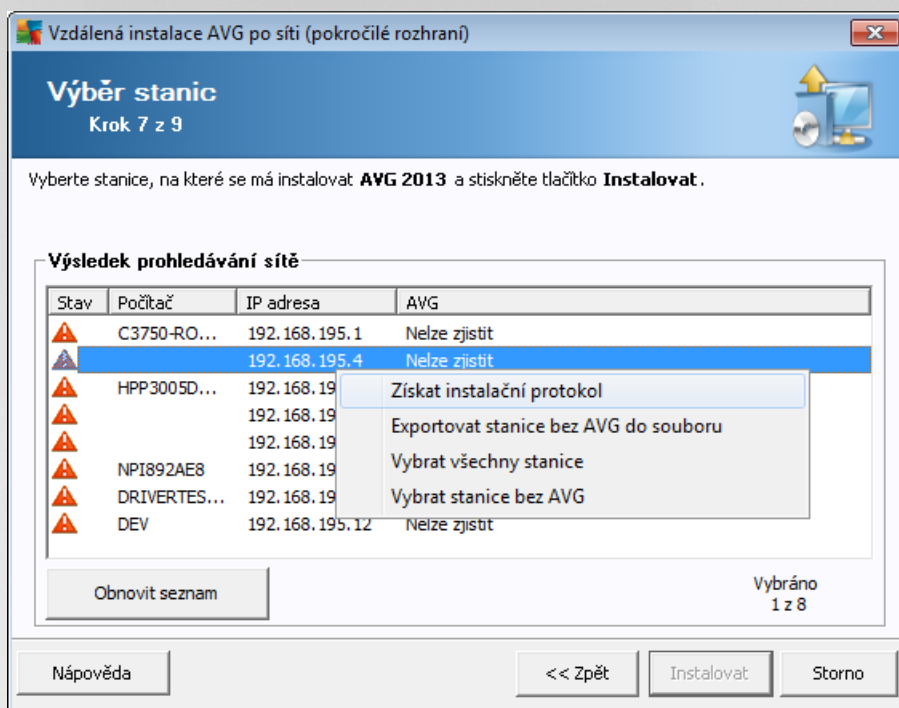 Vzdálená instalace AVG po síti (pokročilé rozhraní)
Výběr stanic
Krok 7 z 9
Vyberte stanice, na které se má instalovat AVG 2013 a stiskněte tlačítko Instalovat.
Výsledek prohledávání sítě
Stav Počítač IP adresa AVG
C3750-RO... 192.168.195.1 Nelze zjistit
192.168.195.4 Nelze zjistit
HPP3005D... 192.168.19
192.168.19
192.168.19
NPI892AE8 192.168.19
DRIVERTES... 192.168.19
DEV 192.168.195.12 Nelze zjistit
Získat instalační protokol
Exportovat stanice bez AVG do souboru
Vybrat všechny stanice
Vybrat stanice bez AVG
Obnovit seznam
Vybráno
1 z 8
Nápověda << Zpět Instalovat Storno